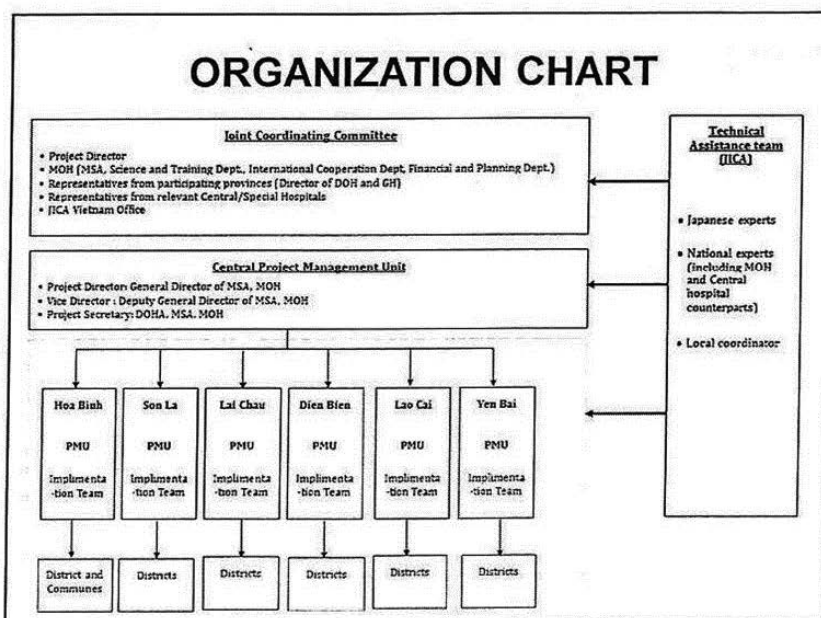 ORGANIZATION CHART
Joint Coordinating Committee
• Project Director
• MOH (MSA, Science and Training Dept., International Cooperation Dept, Financial and Planning Dept.)
• Representatives from participating provinces (Director of DOH and GH)
• Representatives from relevant Central/Special Hospitals
• JICA Vietnam Office
Central Project Management Unit
• Project Director: General Director of MSA, MOH
• Vice Director : Deputy General Director of MSA, MOH
• Project Secretary: DOHA, MSA. MOH
Technical
Assistance team
(JICA)
• Japanese experts
• National experts
(including MOH
and Central
hospital
counterparts)
• Local coordinator
Hoa Binh
PMU
Implimenta
-tion Team
District and
Communes
Son La
PMU
Implimenta
-tion Team
Districts
Lai Chau
PMU
Implimenta
-tion Team
Districts
Dien Bien
PMU
Implimenta
-tion Team
Districts
Lao Cai
PMU
Implimenta
-tion Team
Districts
Yen Bai
PMU
Implimenta
-tion Team
Districts